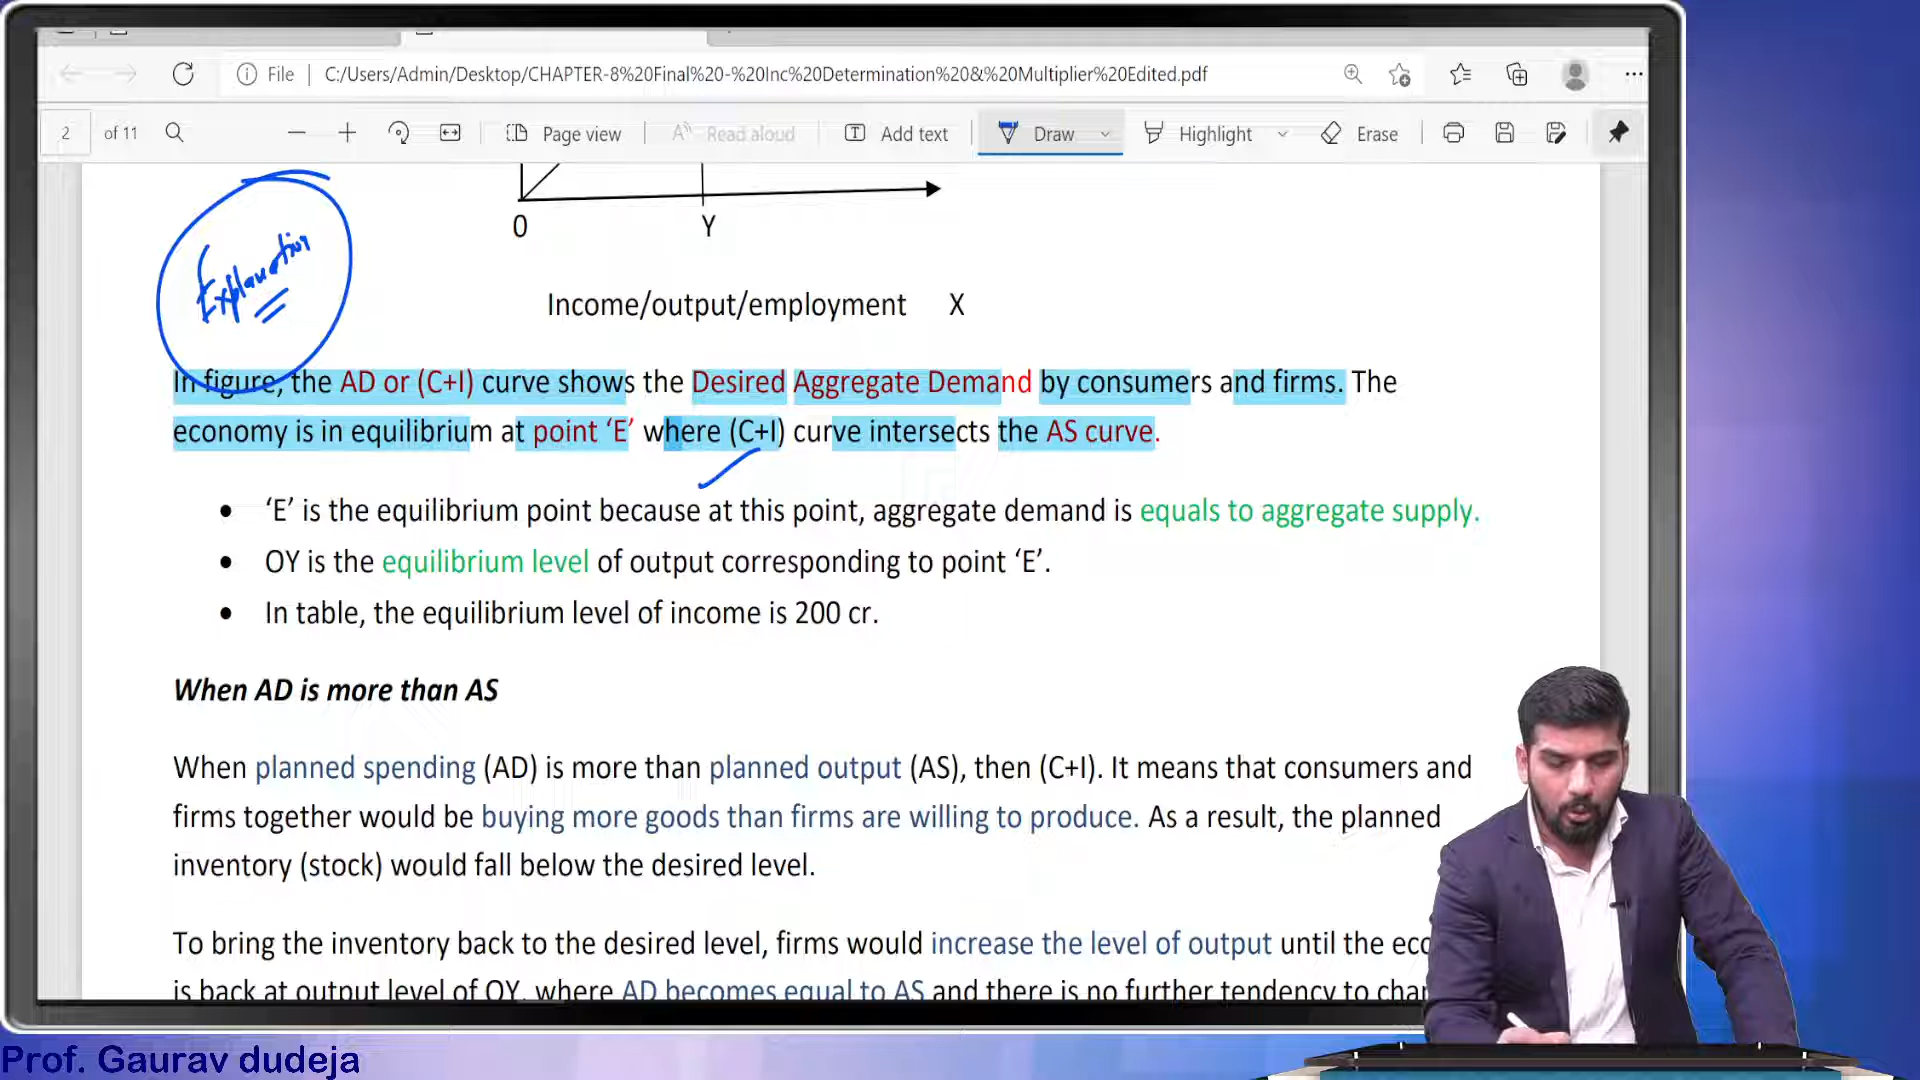 File C:/Users/Admin/Desktop/CHAPTER-8%20Final%20-%20Inc%20Determination%20&%20Multiplier%20Edited.pdf
2 of 11 Page view Read aloud Add text Draw Highlight Erase
0 Y
Explanation
Income/output/employment X
In figure, the AD or (C+I) curve shows the Desired Aggregate Demand by consumers and firms. The
economy is in equilibrium at point ‘E’ where (C+I) curve intersects the AS curve.
• ‘E’ is the equilibrium point because at this point, aggregate demand is equals to aggregate supply.
• OY is the equilibrium level of output corresponding to point ‘E’.
• In table, the equilibrium level of income is 200 cr.
When AD is more than AS
When planned spending (AD) is more than planned output (AS), then (C+I). It means that consumers and
firms together would be buying more goods than firms are willing to produce. As a result, the planned
inventory (stock) would fall below the desired level.
To bring the inventory back to the desired level, firms would increase the level of output until the
is back at output level of OY, where AD becomes equal to AS and there is no further tendency to
Prof. Gaurav dudeja